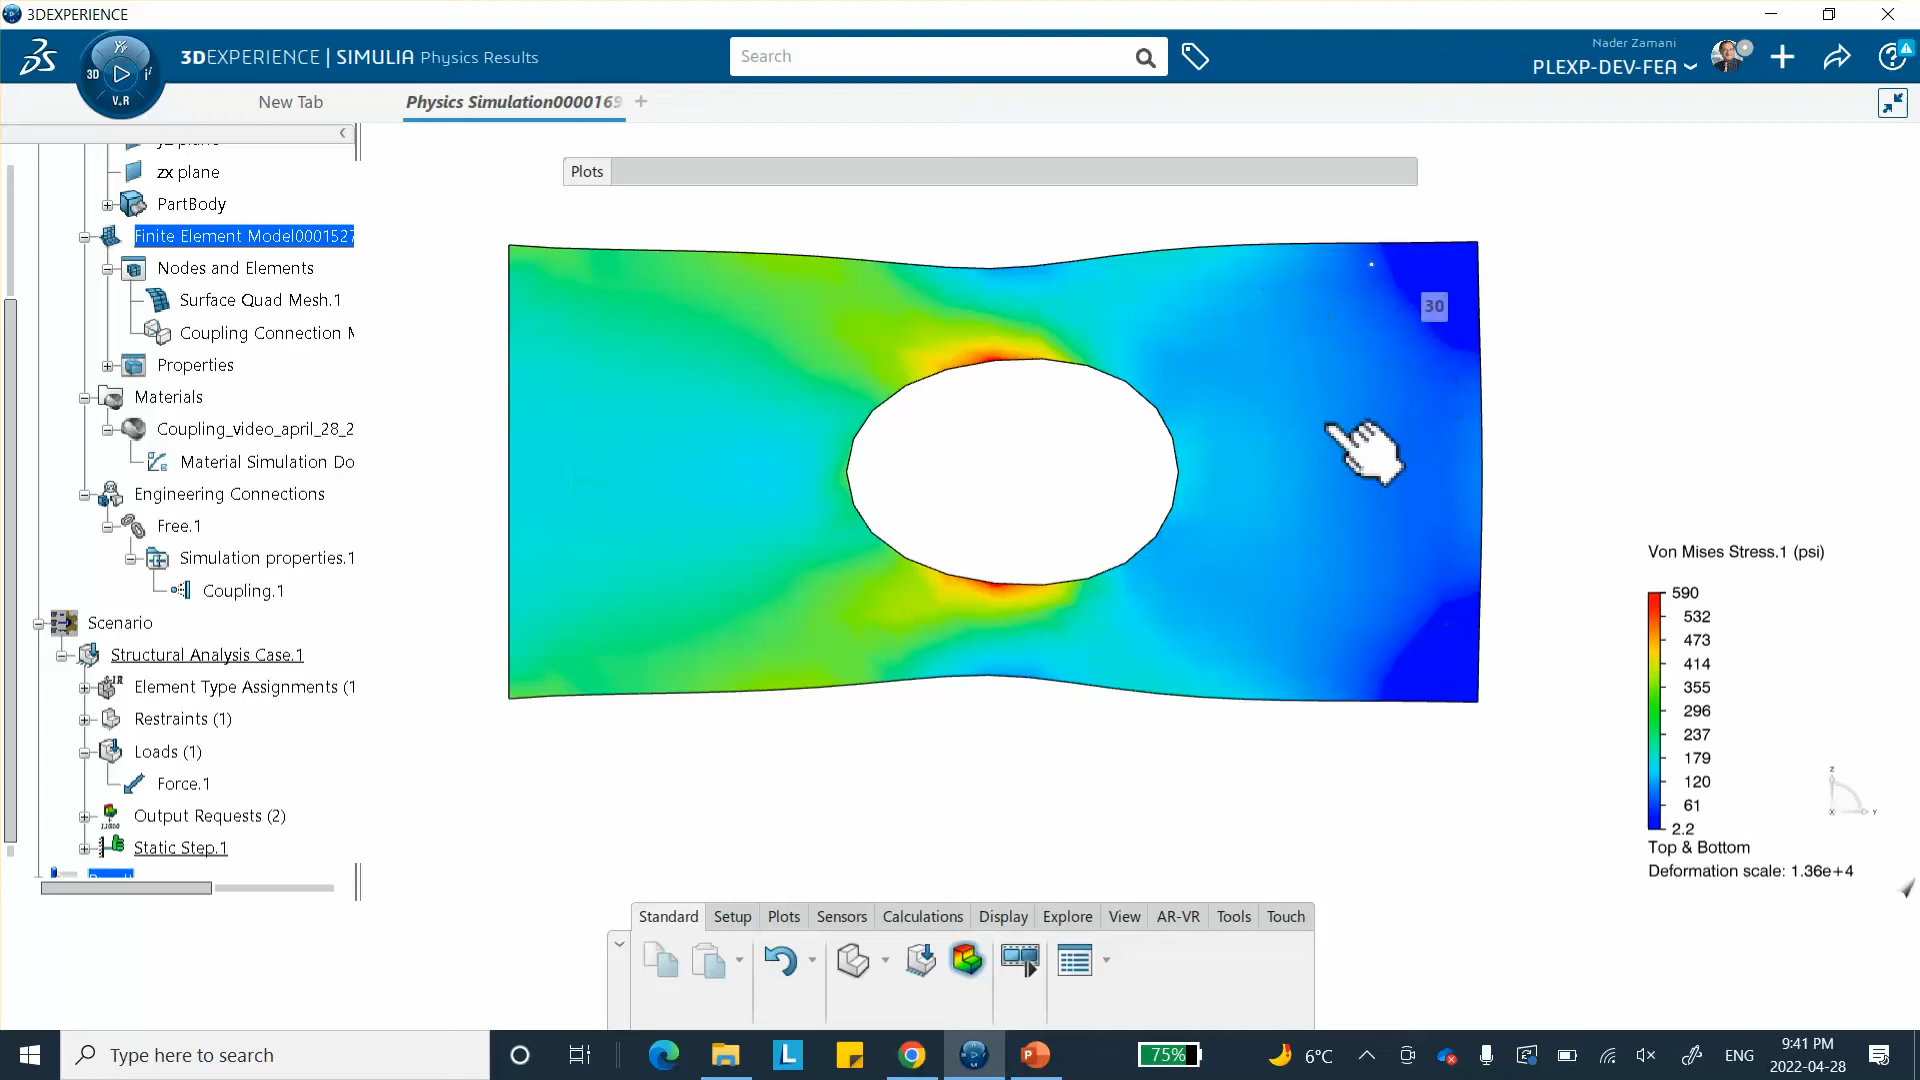 3DEXPERIENCE
3DEXPERIENCE | SIMULIA Physics Results
Search
Nader Zamani
PLEXP-DEV-FEA
3D
V.R
New Tab
Physics Simulation0000169
Plots
zx plane
PartBody
Finite Element Model0001527
Nodes and Elements
Surface Quad Mesh.1
Coupling Connection M
Properties
Materials
Coupling_video_april_28_2
Material Simulation Do
Engineering Connections
Free.1
Simulation properties.1
Coupling.1
Scenario
Structural Analysis Case.1
Element Type Assignments (1
Restraints (1)
Loads (1)
Force.1
Output Requests (2)
Static Step.1
30
Von Mises Stress.1 (psi)
590
532
473
414
355
296
237
179
120
61
2.2
Top & Bottom
Deformation scale: 1.36e+4
Standard Setup Plots Sensors Calculations Display Explore View AR-VR Tools Touch
Type here to search
75%
6°C
ENG
9:41 PM
2022-04-28